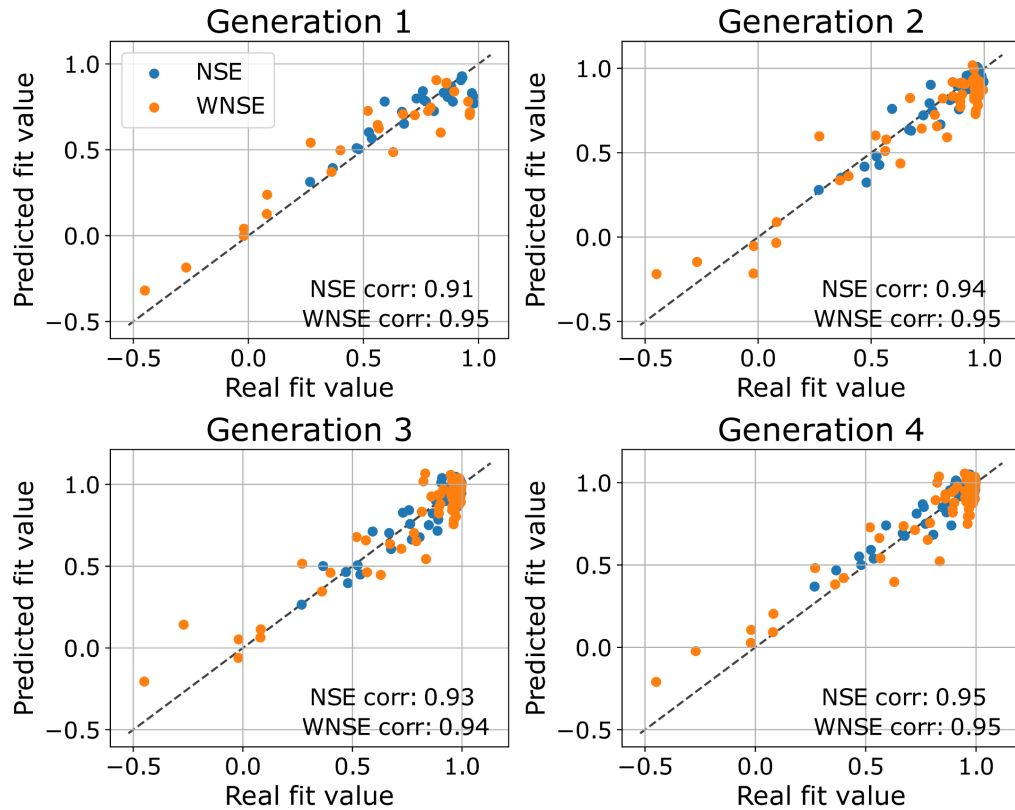 Generation 1
NSE
WNSE
1.0
0.5
0.0
−0.5
Predicted fit value
NSE corr: 0.91
WNSE corr: 0.95
−0.5
0.0
0.5
1.0
Real fit value
Generation 2
1.0
0.5
0.0
−0.5
Predicted fit value
NSE corr: 0.94
WNSE corr: 0.95
−0.5
0.0
0.5
1.0
Real fit value
Generation 3
1.0
0.5
0.0
−0.5
Predicted fit value
NSE corr: 0.93
WNSE corr: 0.94
−0.5
0.0
0.5
1.0
Real fit value
Generation 4
1.0
0.5
0.0
−0.5
Predicted fit value
NSE corr: 0.95
WNSE corr: 0.95
−0.5
0.0
0.5
1.0
Real fit value